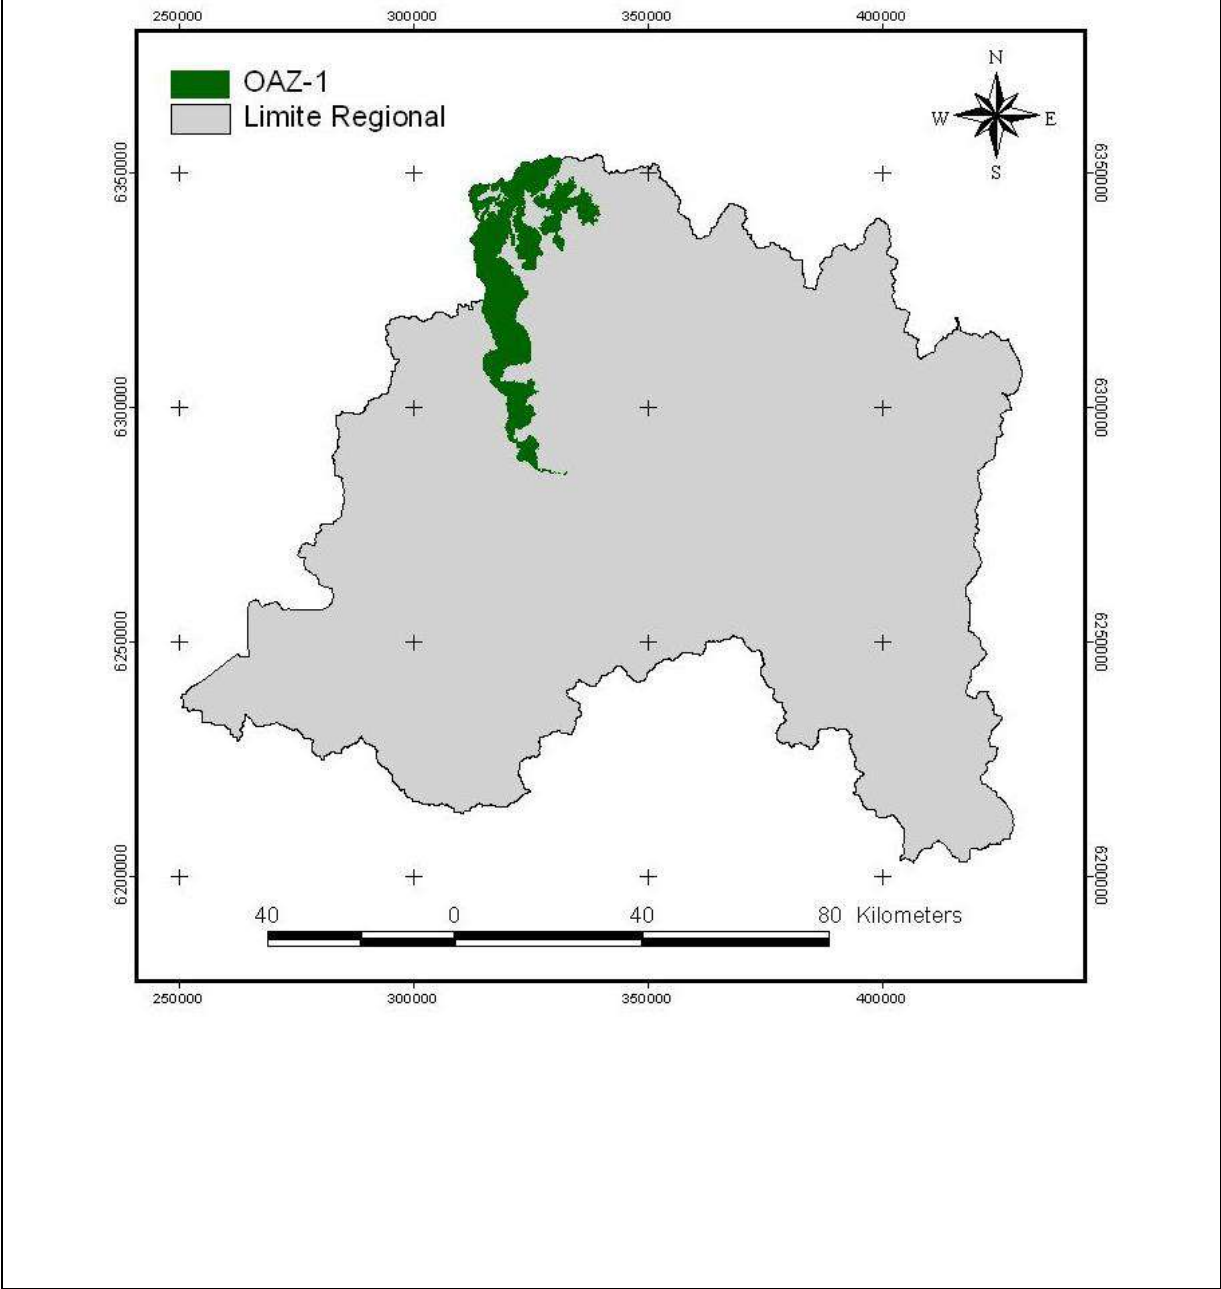 250000 300000 350000 400000
OAZ-1
Limite Regional
N
W E
S
6350000 6350000
6300000 6300000
6250000 6250000
6200000 6200000
40 0 40 80 Kilometers
250000 300000 350000 400000